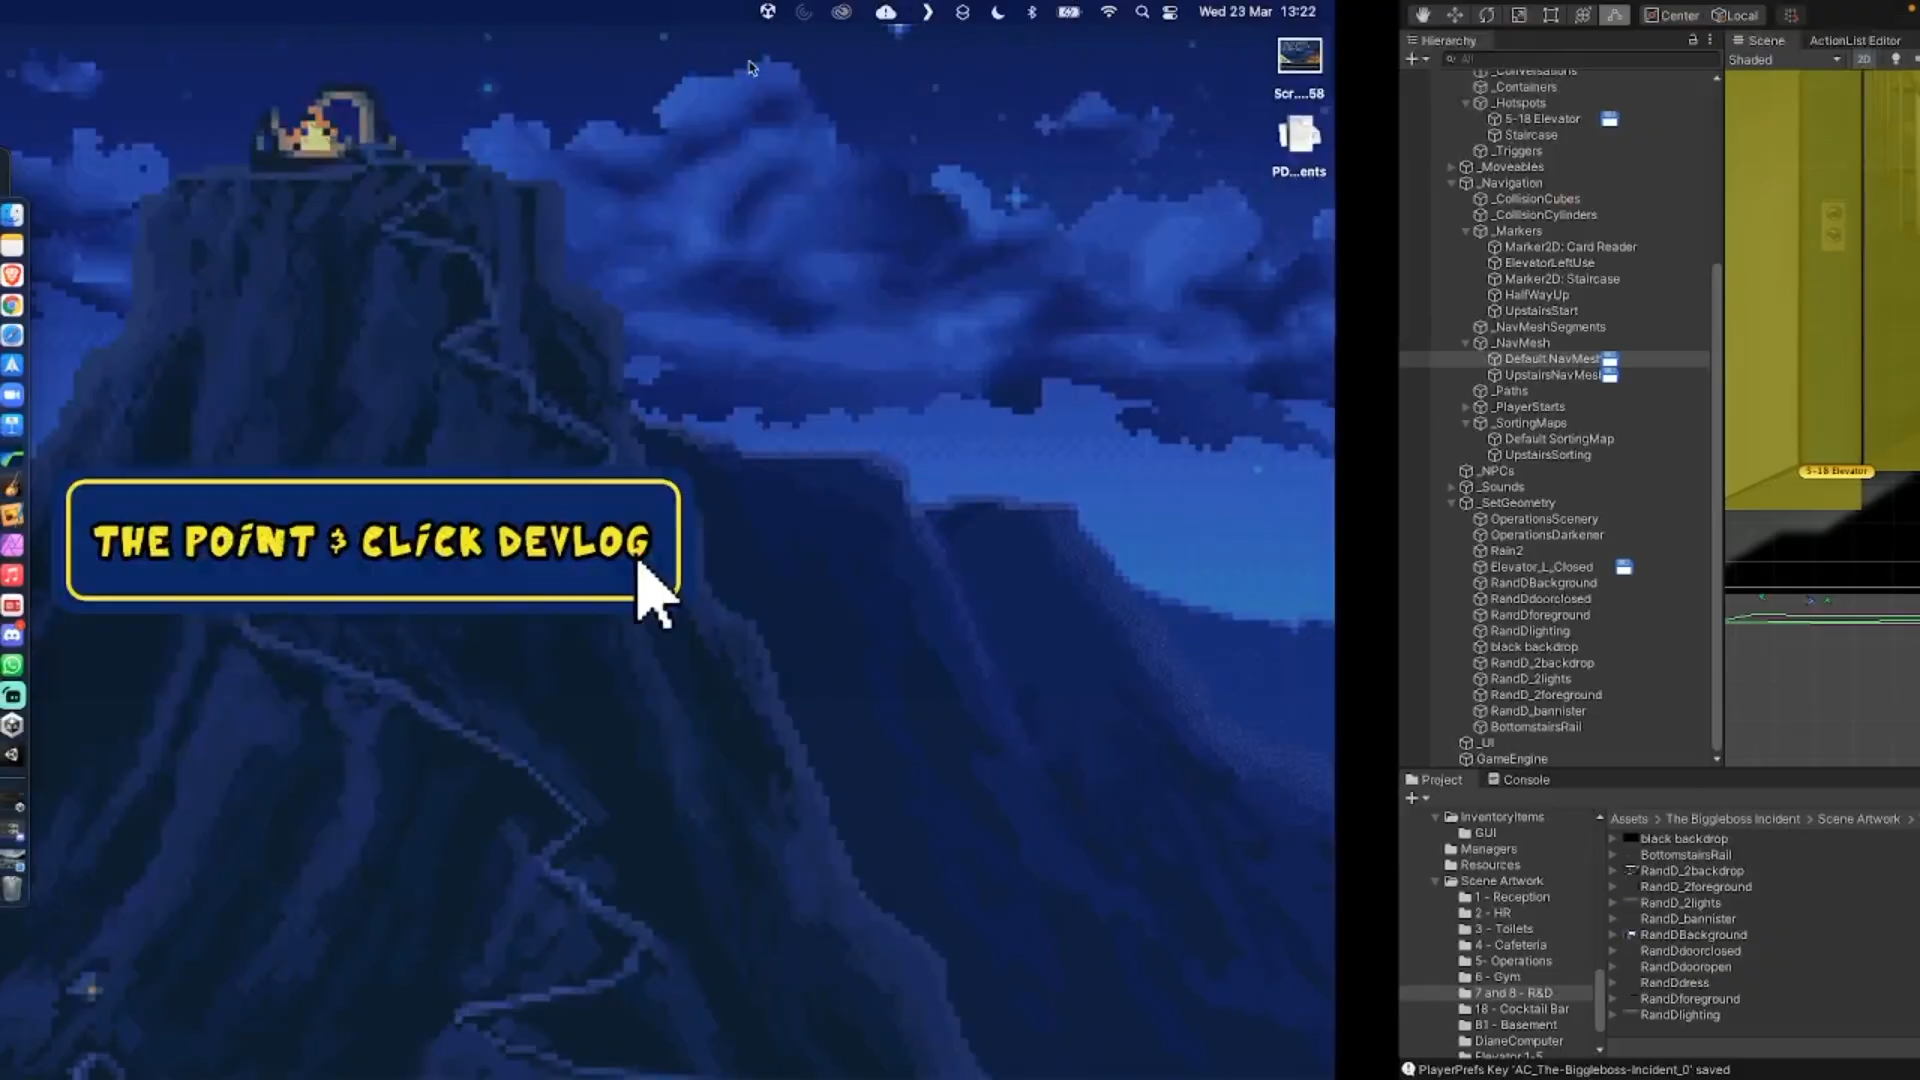 Wed 23 Mar 13:22
Scr....58
PD...ents
THE POINT & CLICK DEVLOG
Center
Local
Hierarchy
Scene
ActionList Editor
All
Shaded
2D
_Conversations
_Containers
_Hotspots
5-18 Elevator
Staircase
_Triggers
_Moveables
_Navigation
_CollisionCubes
_CollisionCylinders
_Markers
Marker2D: Card Reader
ElevatorLeftUse
Marker2D: Staircase
HalfWayUp
UpstairsStart
_NavMeshSegments
_NavMesh
Default NavMesh
UpstairsNavMesh
_Paths
_PlayerStarts
_SortingMaps
Default SortingMap
UpstairsSorting
_NPCs
_Sounds
_SetGeometry
OperationsScenery
OperationsDarkener
Rain2
Elevator_L_Closed
RandDBackground
RandDdoorclosed
RandDforeground
RandDlighting
black backdrop
RandD_2backdrop
RandD_2lights
RandD_2foreground
RandD_bannister
BottomstairsRail
_UI
GameEngine
5-18 Elevator
Project
Console
InventoryItems
GUI
Managers
Resources
Scene Artwork
1 - Reception
2 - HR
3 - Toilets
4 - Cafeteria
5- Operations
6 - Gym
7 and 8 - R&D
18 - Cocktail Bar
B1 - Basement
DianeComputer
Elevator 1-5
Assets > The Biggleboss Incident > Scene Artwork >
black backdrop
BottomstairsRail
RandD_2backdrop
RandD_2foreground
RandD_2lights
RandD_bannister
RandDBackground
RandDdoorclosed
RandDdooropen
RandDdress
RandDforeground
RandDlighting
PlayerPrefs Key 'AC_The-Biggleboss-Incident_0' saved